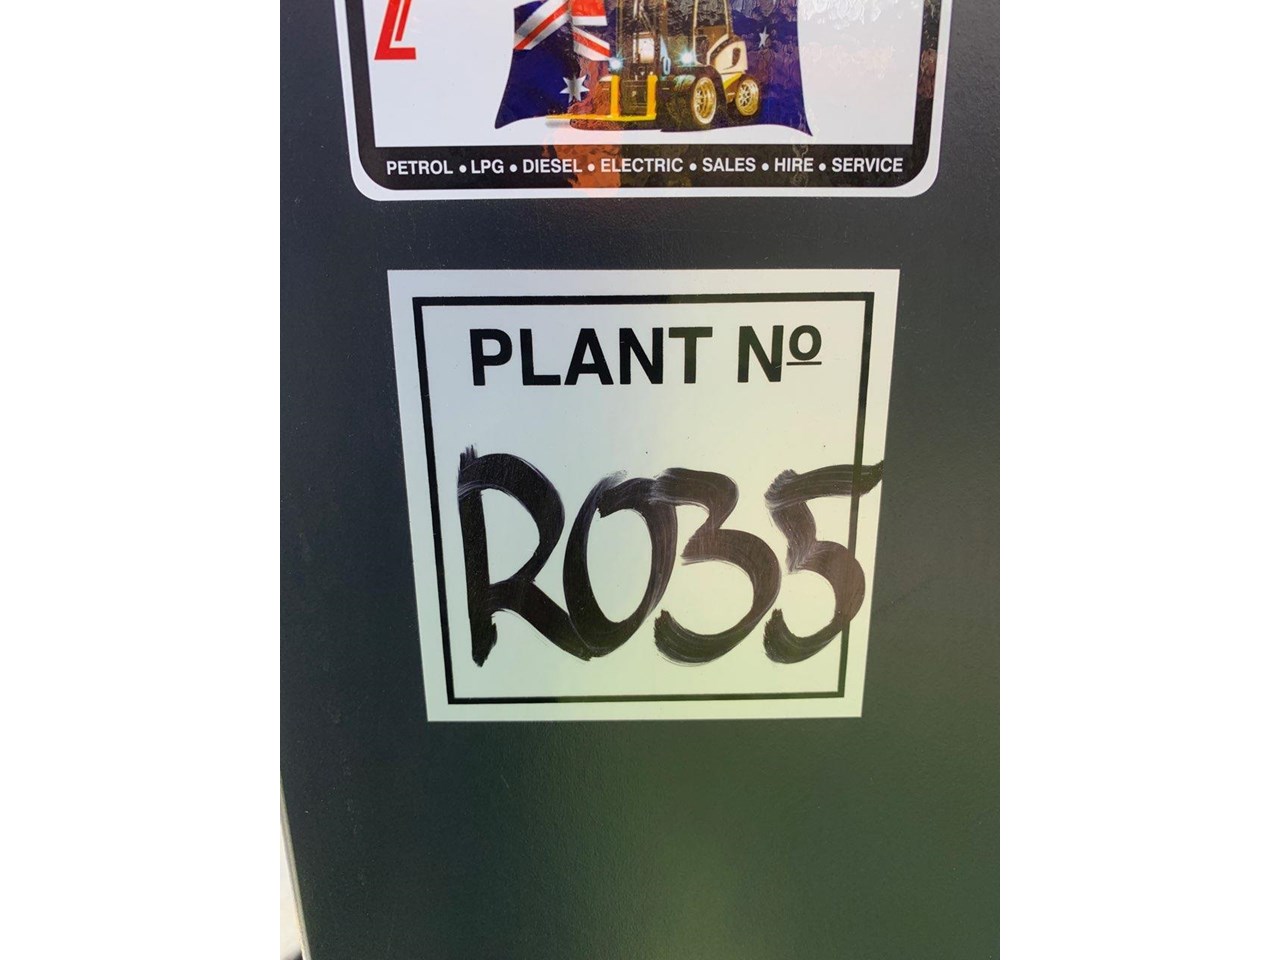 PETROL • LPG • DIESEL • ELECTRIC • SALES • HIRE • SERVICE
PLANT Nº
R035